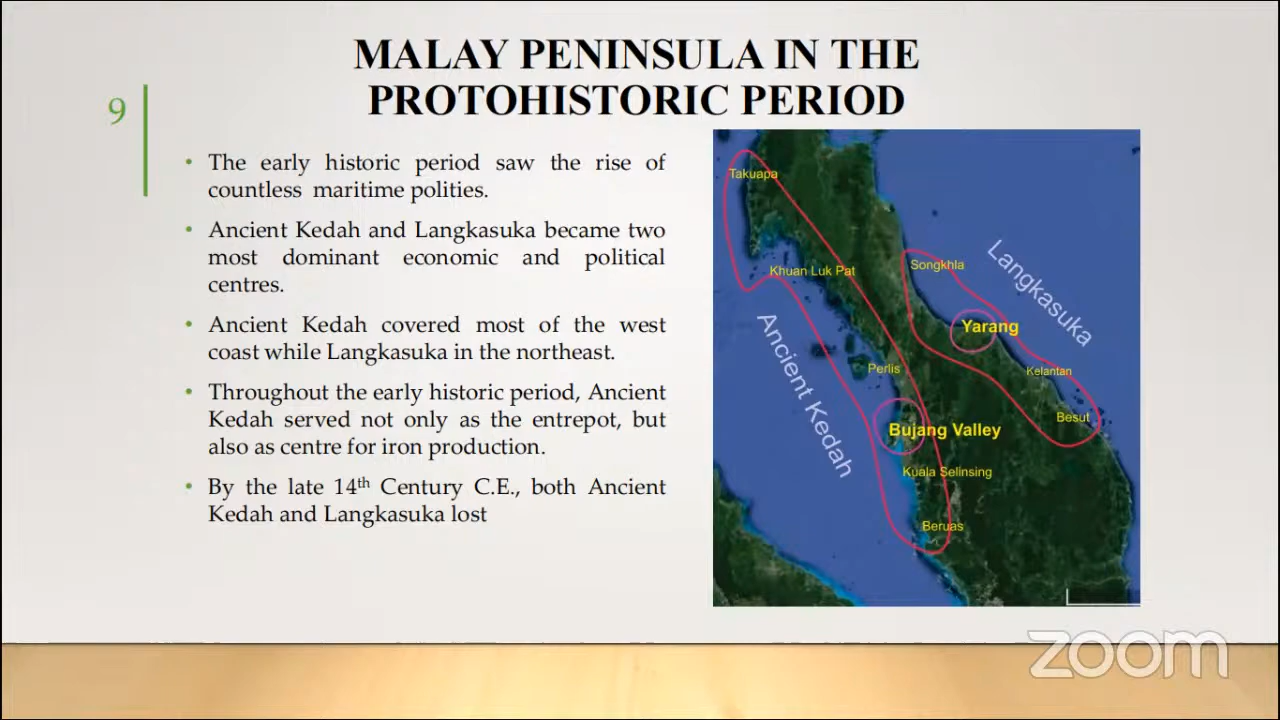 MALAY PENINSULA IN THE
PROTOHISTORIC PERIOD
9
• The early historic period saw the rise of
countless maritime polities.
• Ancient Kedah and Langkasuka became two
most dominant economic and political
centres.
• Ancient Kedah covered most of the west
coast while Langkasuka in the northeast.
• Throughout the early historic period, Ancient
Kedah served not only as the entrepot, but
also as centre for iron production.
• By the late 14th Century C.E., both Ancient
Kedah and Langkasuka lost
Takuapa
Khuan Luk Pat
Songkhla
Langkasuka
Yarang
Ancient Kedah
Perlis
Kelantan
Besut
Bujang Valley
Kuala Selinsing
Beruas
zoom